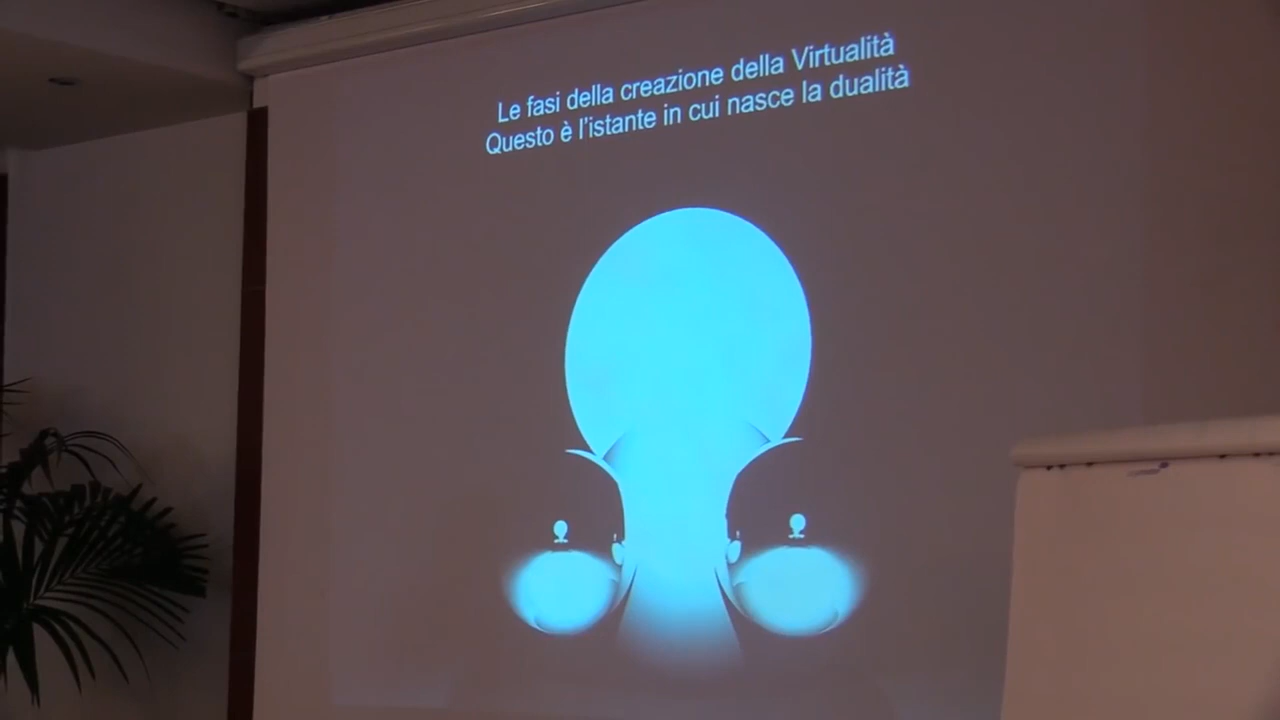 Le fasi della creazione della Virtualità
Questo è l'istante in cui nasce la dualità